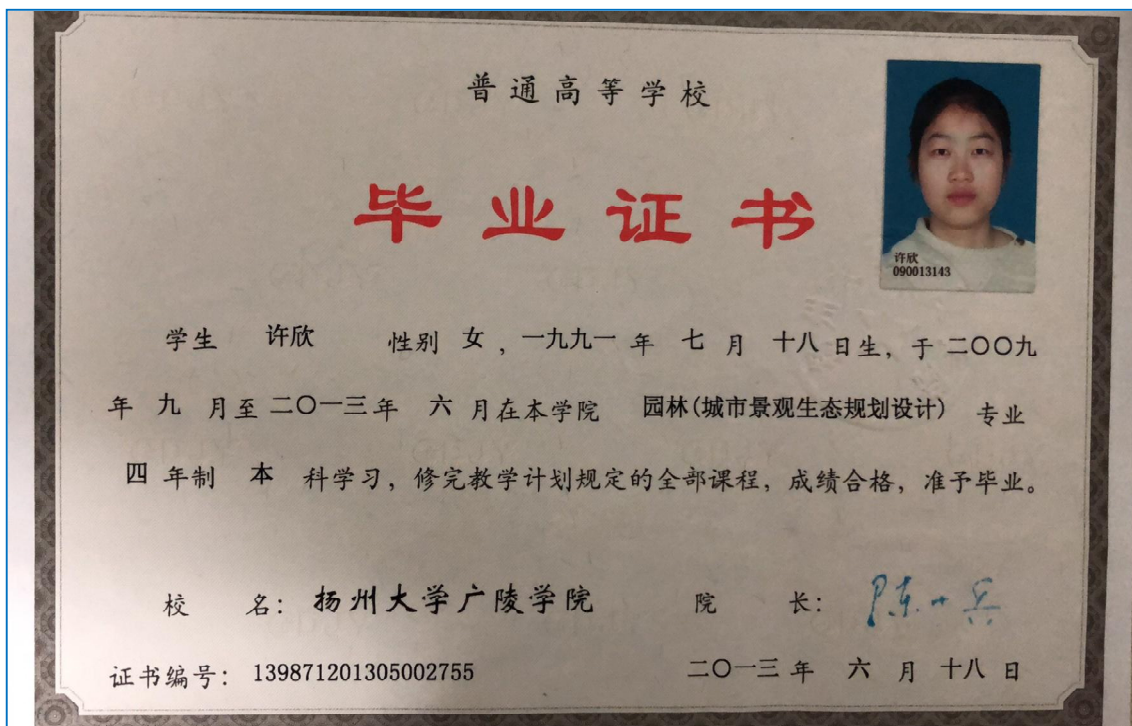 普通高等学校
毕业证书
许欣
090013143
学生 许欣 性别 女，一九九一 年 七 月 十八 日生，于 二〇〇九
年 九 月至 二〇一三 年 六 月在本学院 园林(城市景观生态规划设计) 专业
四 年制 本 科学习，修完教学计划规定的全部课程，成绩合格，准予毕业。
校 名：扬州大学广陵学院 院 长：
证书编号：139871201305002755 二〇一三 年 六 月 十八 日